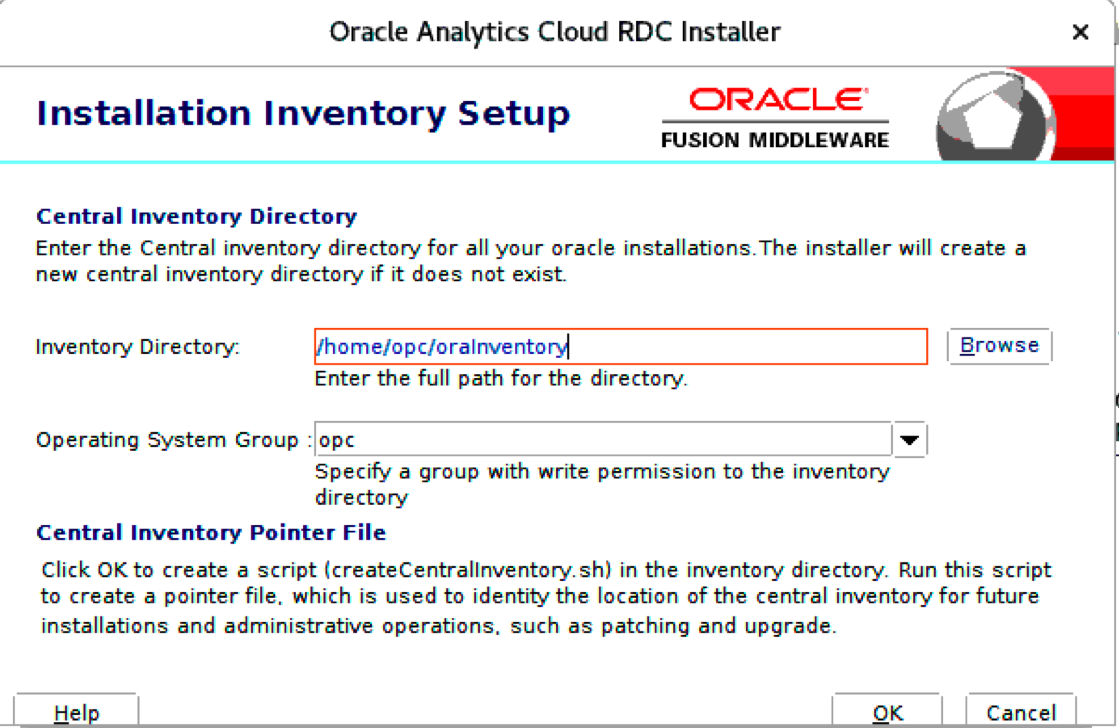 Oracle Analytics Cloud RDC Installer
Installation Inventory Setup
ORACLE
FUSION MIDDLEWARE
Central Inventory Directory
Enter the Central inventory directory for all your oracle installations.The installer will create a
new central inventory directory if it does not exist.
Inventory Directory: /home/opc/oraInventory Browse
Enter the full path for the directory.
Operating System Group : opc
Specify a group with write permission to the inventory
directory
Central Inventory Pointer File
Click OK to create a script (createCentralInventory.sh) in the inventory directory. Run this script
to create a pointer file, which is used to identity the location of the central inventory for future
installations and administrative operations, such as patching and upgrade.
Help OK Cancel